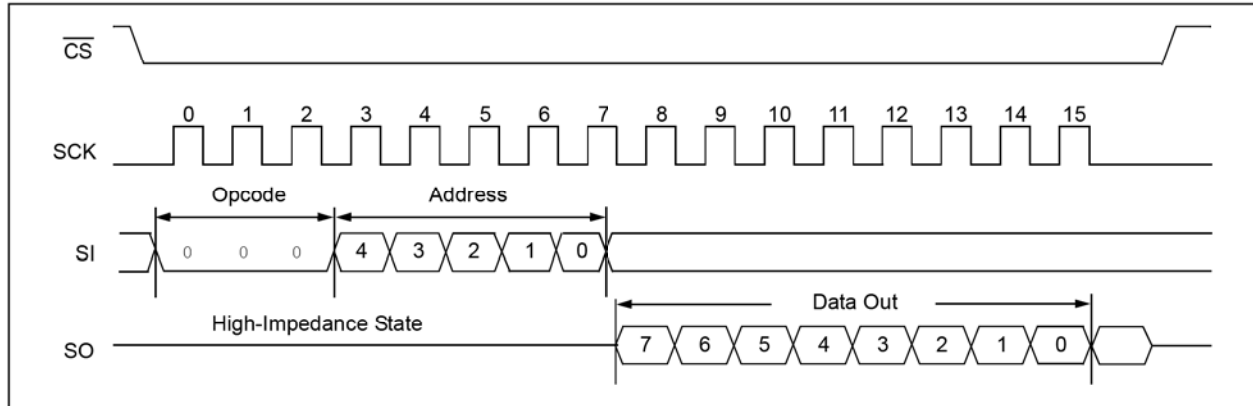 CS
0 1 2 3 4 5 6 7 8 9 10 11 12 13 14 15
SCK
Opcode Address
SI 0 0 0 4 3 2 1 0
High-Impedance State Data Out
SO 7 6 5 4 3 2 1 0